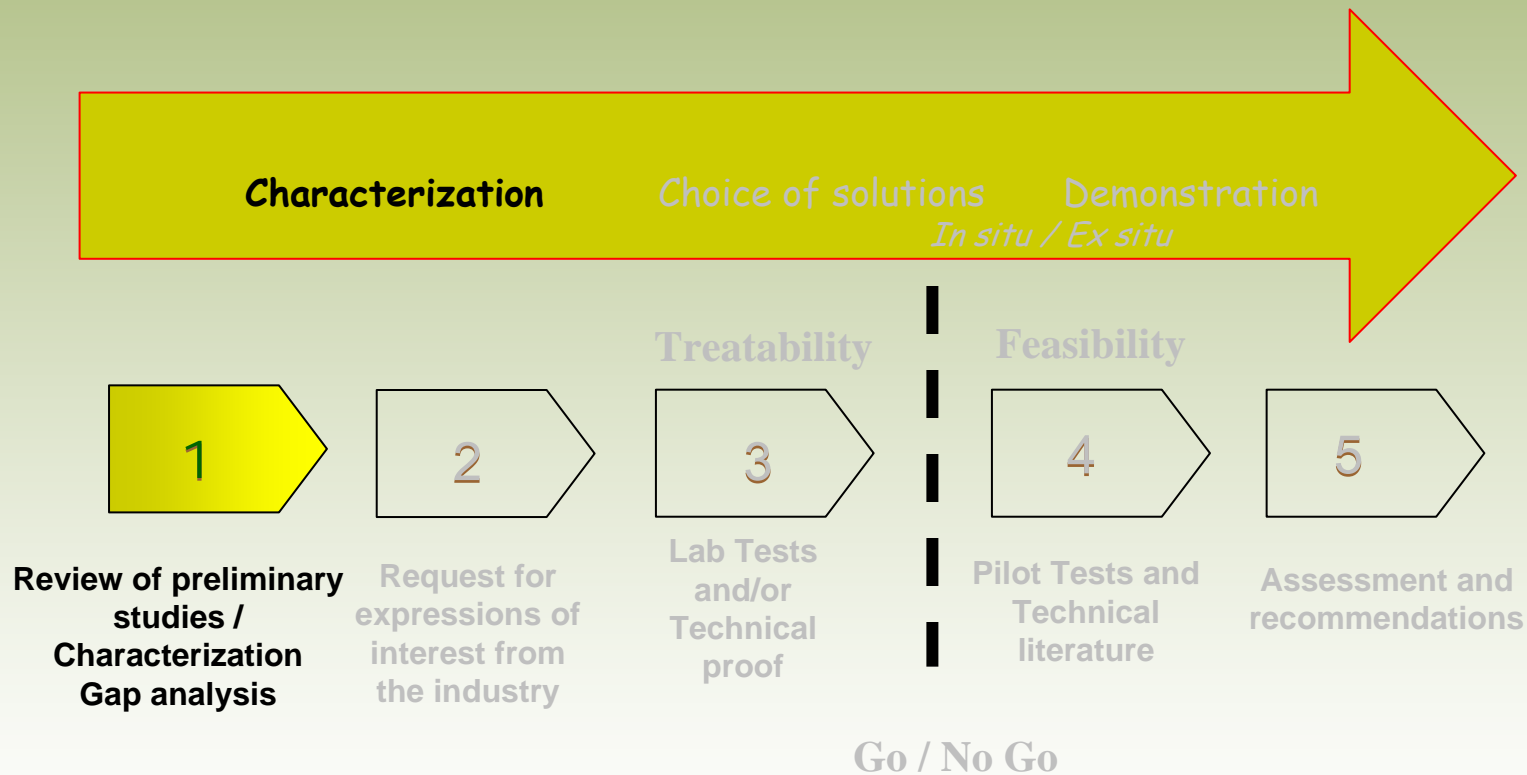 Characterization Choice of solutions Demonstration
In situ / Ex situ
Treatability Feasibility
1 2 3 4 5
Review of preliminary
studies /
Characterization
Gap analysis
Request for
expressions of
interest from
the industry
Lab Tests
and/or
Technical
proof
Pilot Tests and
Technical
literature
Assessment and
recommendations
Go / No Go